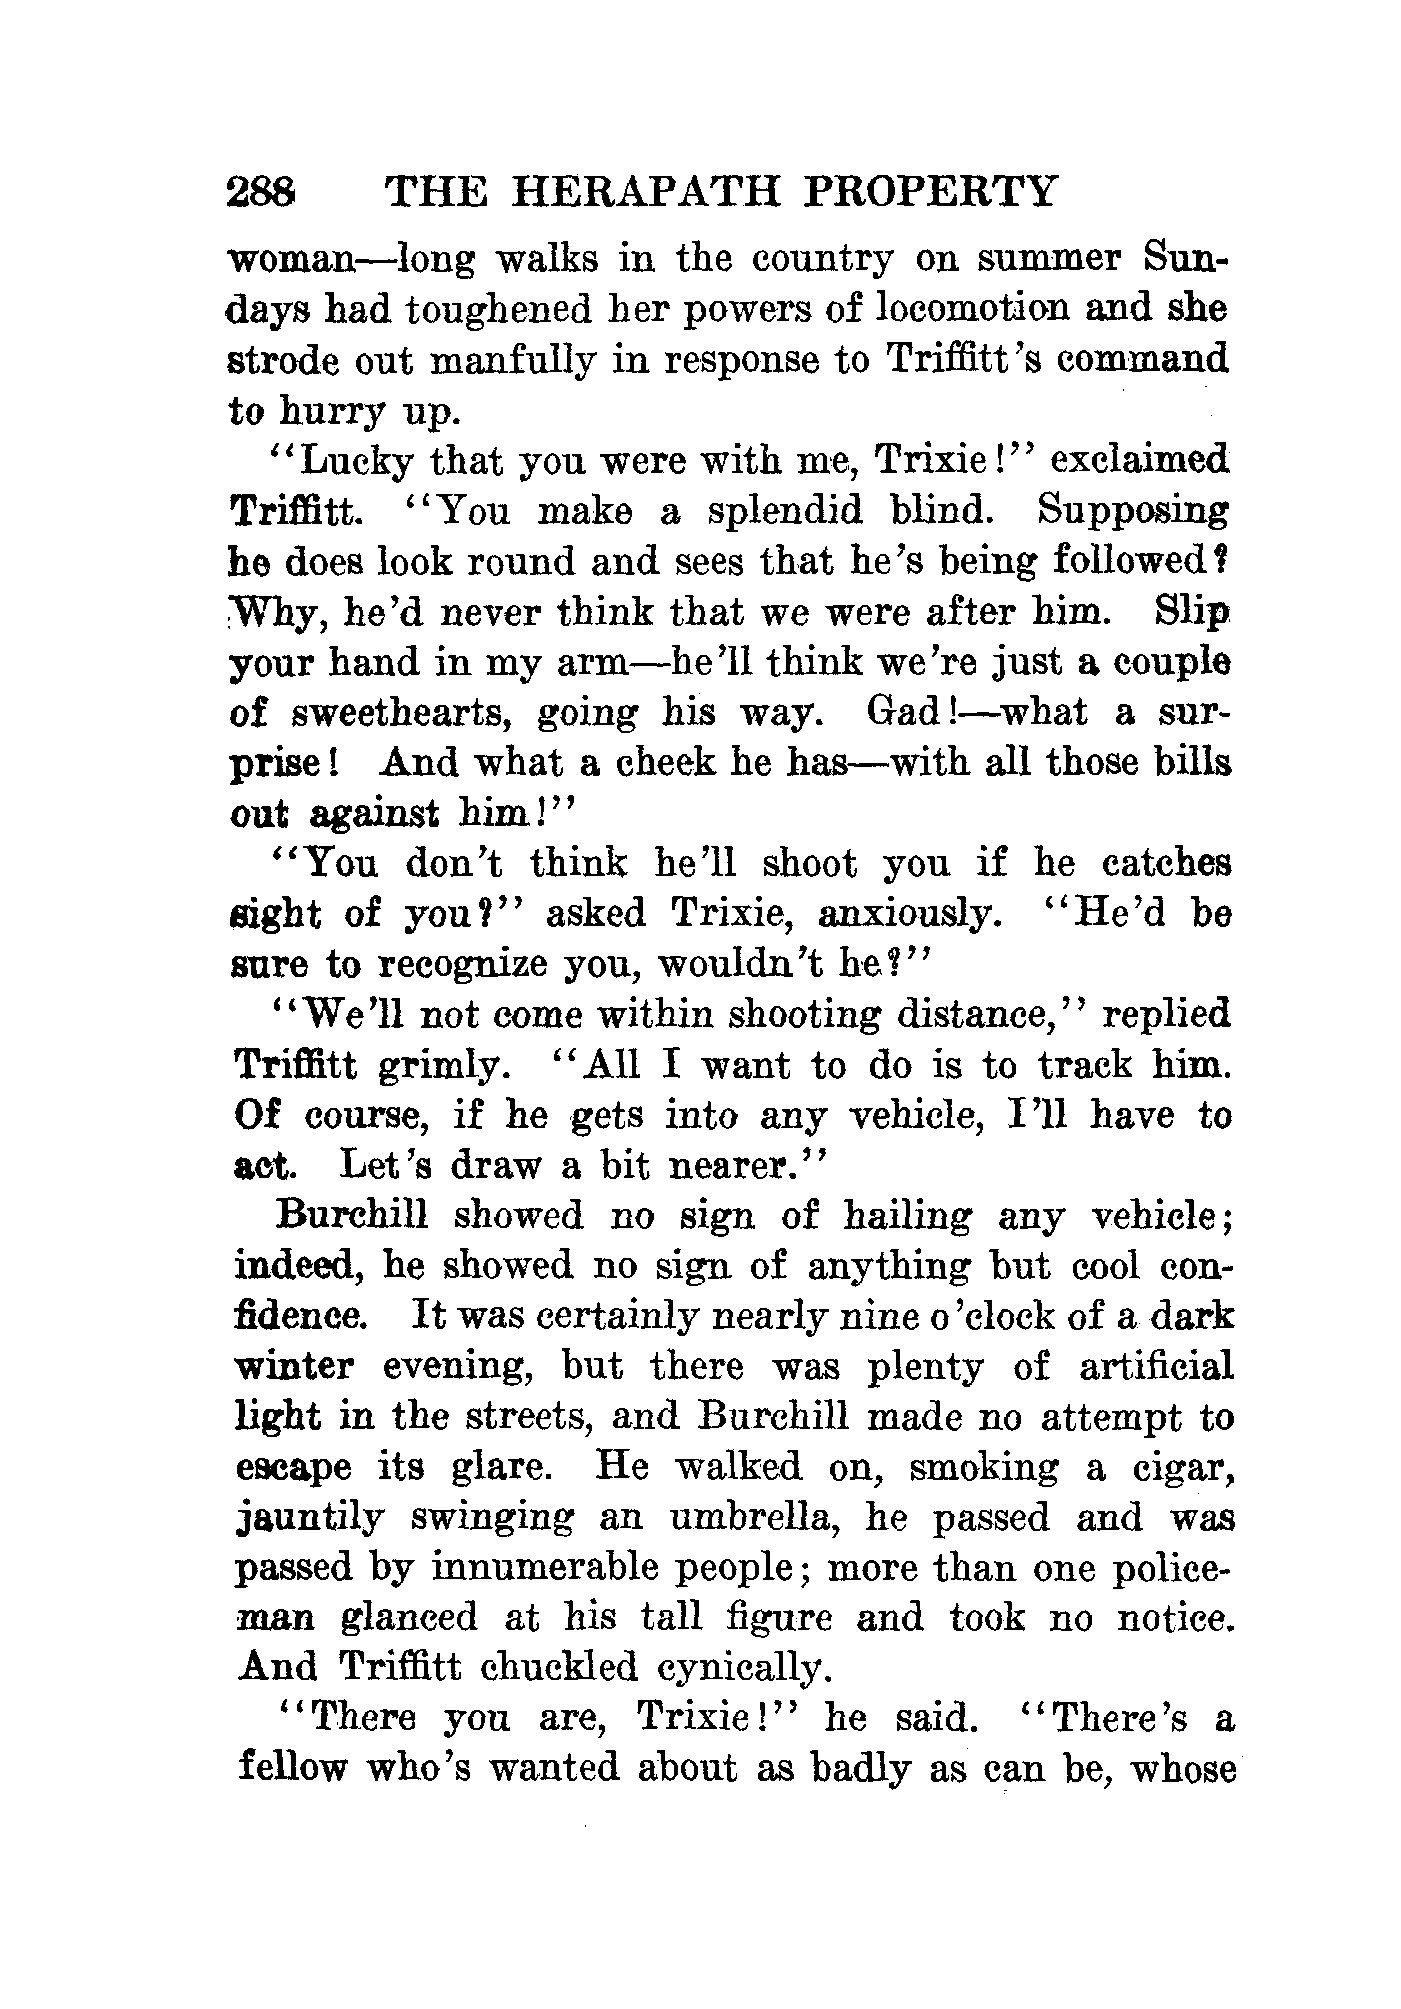 288 THE HERAPATH PROPERTY
woman—long walks in the country on summer Sun-
days had toughened her powers of locomotion and she
strode out manfully in response to Triffitt's command
to hurry up.
"Lucky that you were with me, Trixie!" exclaimed
Triffitt. "You make a splendid blind. Supposing
he does look round and sees that he's being followed?
Why, he'd never think that we were after him. Slip
your hand in my arm—he'll think we're just a couple
of sweethearts, going his way. Gad!—what a sur-
prise! And what a cheek he has—with all those bills
out against him!"
"You don't think he'll shoot you if he catches
sight of you?" asked Trixie, anxiously. "He'd be
sure to recognize you, wouldn't he?"
"We'll not come within shooting distance," replied
Triffitt grimly. "All I want to do is to track him.
Of course, if he gets into any vehicle, I'll have to
act. Let's draw a bit nearer."
Burchill showed no sign of hailing any vehicle;
indeed, he showed no sign of anything but cool con-
fidence. It was certainly nearly nine o'clock of a dark
winter evening, but there was plenty of artificial
light in the streets, and Burchill made no attempt to
escape its glare. He walked on, smoking a cigar,
jauntily swinging an umbrella, he passed and was
passed by innumerable people; more than one police-
man glanced at his tall figure and took no notice.
And Triffitt chuckled cynically.
"There you are, Trixie!" he said. "There's a
fellow who's wanted about as badly as can be, whose